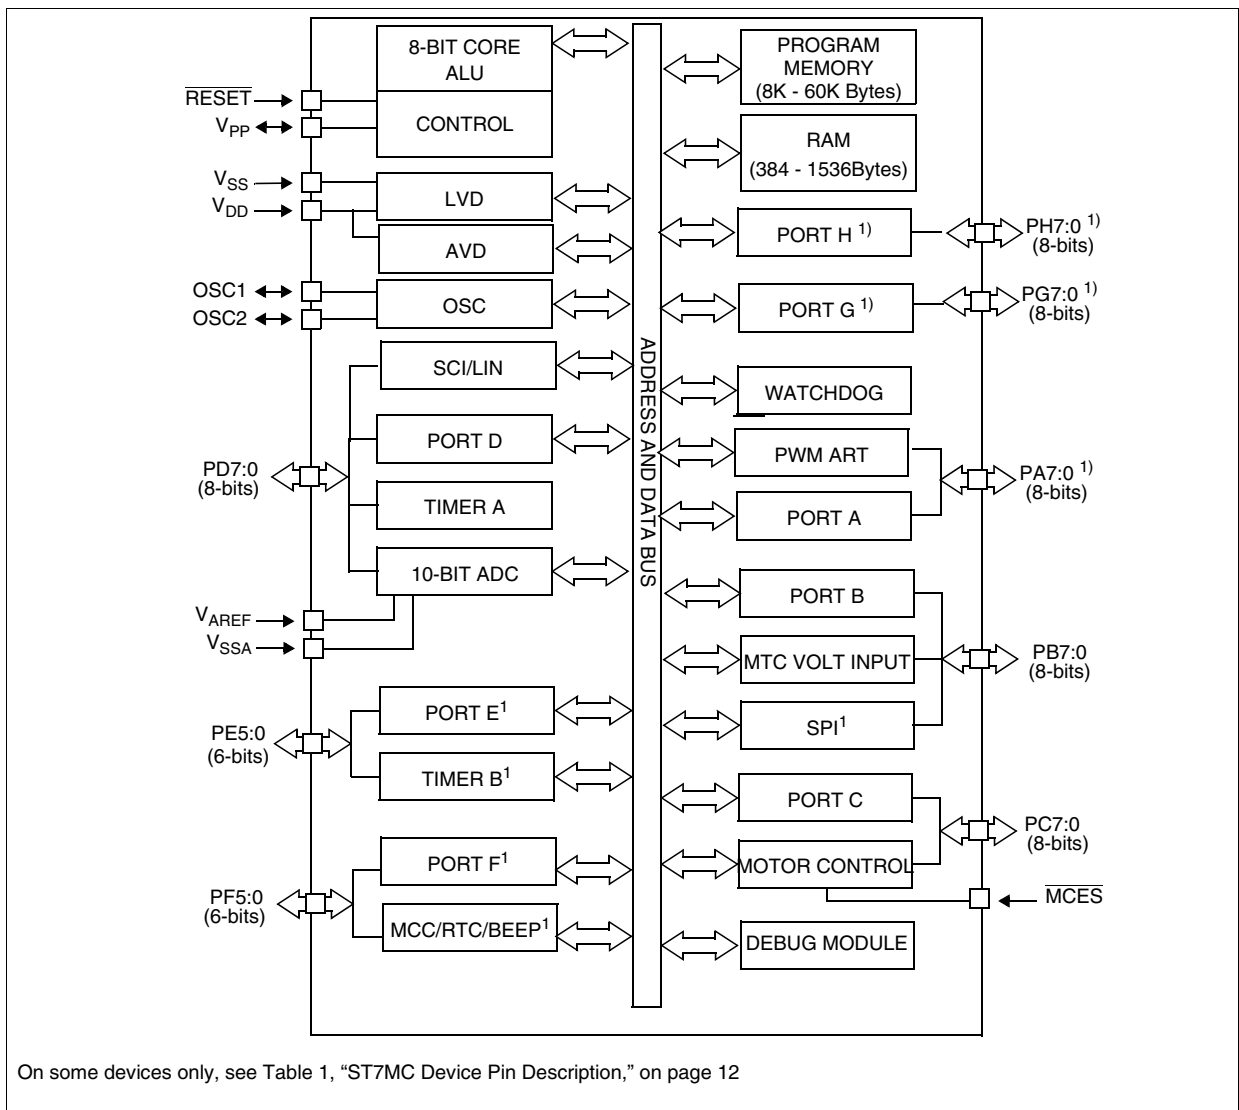 8-BIT CORE
ALU
CONTROL
RESET
VPP
VSS
VDD
LVD
AVD
OSC1
OSC2
OSC
SCI/LIN
PORT D
PD7:0
(8-bits)
TIMER A
10-BIT ADC
VAREF
VSSA
PORT E1
PE5:0
(6-bits)
TIMER B1
PORT F1
PF5:0
(6-bits)
MCC/RTC/BEEP1
ADDRESS AND DATA BUS
PROGRAM
MEMORY
(8K - 60K Bytes)
RAM
(384 - 1536Bytes)
PORT H 1)
PH7:0 1)
(8-bits)
PORT G 1)
PG7:0 1)
(8-bits)
WATCHDOG
PWM ART
PA7:0 1)
(8-bits)
PORT A
PORT B
MTC VOLT INPUT
PB7:0
(8-bits)
SPI1
PORT C
PC7:0
(8-bits)
MOTOR CONTROL
MCES
DEBUG MODULE
On some devices only, see Table 1, “ST7MC Device Pin Description,” on page 12